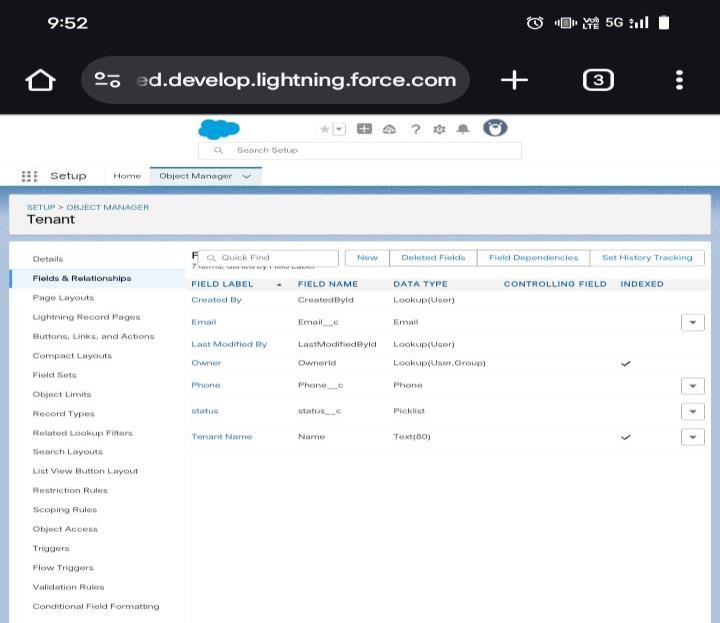 9:52
Vo) LTE 5G
ed.develop.lightning.force.com
3
Search Setup
Setup Home Object Manager
SETUP > OBJECT MANAGER
Tenant
Quick Find New Deleted Fields Field Dependencies Set History Tracking
7 Items, Sorted by Field Label
FIELD LABEL FIELD NAME DATA TYPE CONTROLLING FIELD INDEXED
Created By CreatedById Lookup(User)
Email Email__c Email
Last Modified By LastModifiedById Lookup(User)
Owner OwnerId Lookup(User,Group)
Phone Phone__c Phone
status status__c Picklist
Tenant Name Name Text(80)
Details
Fields & Relationships
Page Layouts
Lightning Record Pages
Buttons, Links, and Actions
Compact Layouts
Field Sets
Object Limits
Record Types
Related Lookup Filters
Search Layouts
List View Button Layout
Restriction Rules
Scoping Rules
Object Access
Triggers
Flow Triggers
Validation Rules
Conditional Field Formatting